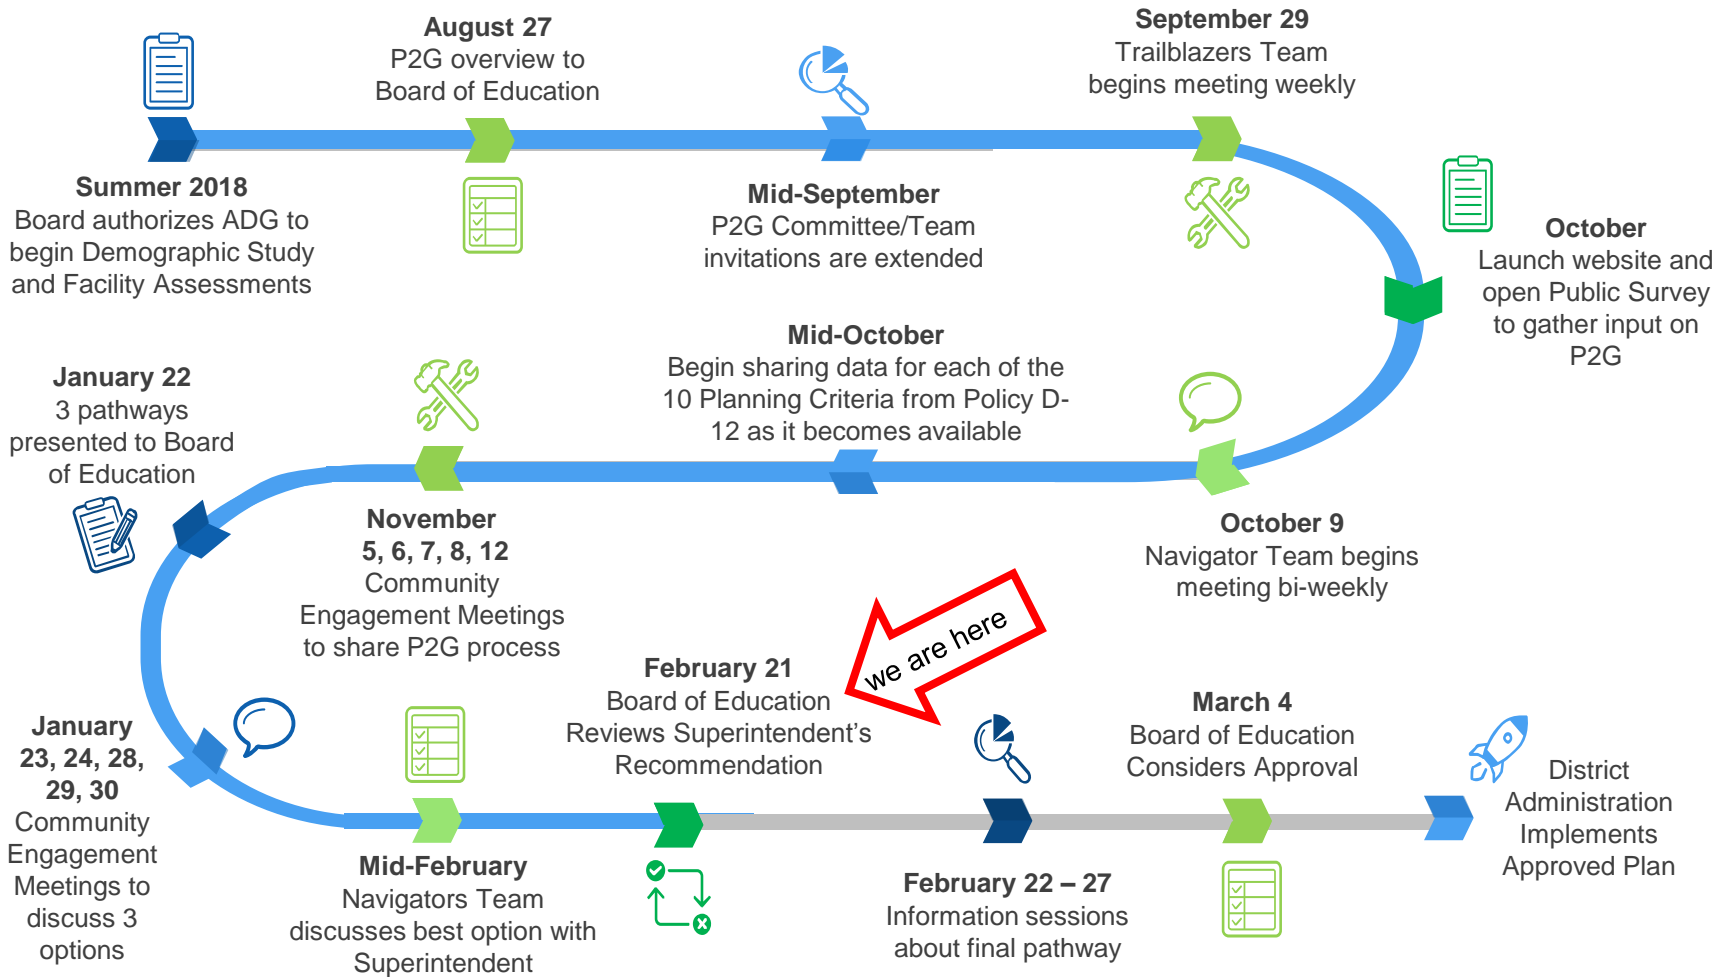 Summer 2018
Board authorizes ADG to
begin Demographic Study
and Facility Assessments
August 27
P2G overview to
Board of Education
Mid-September
P2G Committee/Team
invitations are extended
September 29
Trailblazers Team
begins meeting weekly
October
Launch website and
open Public Survey
to gather input on
P2G
October 9
Navigator Team begins
meeting bi-weekly
Mid-October
Begin sharing data for each of the
10 Planning Criteria from Policy D-
12 as it becomes available
November
5, 6, 7, 8, 12
Community
Engagement Meetings
to share P2G process
January 22
3 pathways
presented to Board
of Education
January
23, 24, 28,
29, 30
Community
Engagement
Meetings to
discuss 3
options
Mid-February
Navigators Team
discusses best option with
Superintendent
February 21
Board of Education
Reviews Superintendent's
Recommendation
we are here
February 22 – 27
Information sessions
about final pathway
March 4
Board of Education
Considers Approval
District
Administration
Implements
Approved Plan